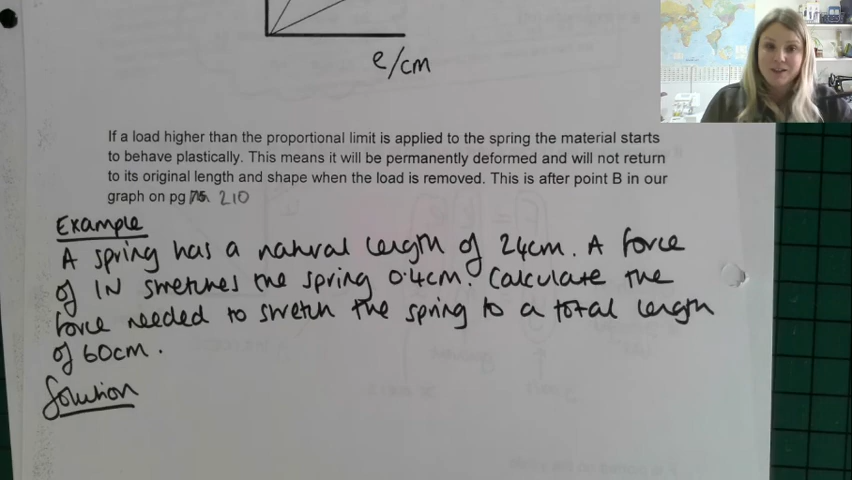 e/cm
If a load higher than the proportional limit is applied to the spring the material starts
to behave plastically. This means it will be permanently deformed and will not return
to its original length and shape when the load is removed. This is after point B in our
graph on pg 210
Example
A spring has a natural length of 24cm. A force
of 1N stretches the spring 0.4cm. Calculate the
force needed to stretch the spring to a total length
of 60cm.
Solution